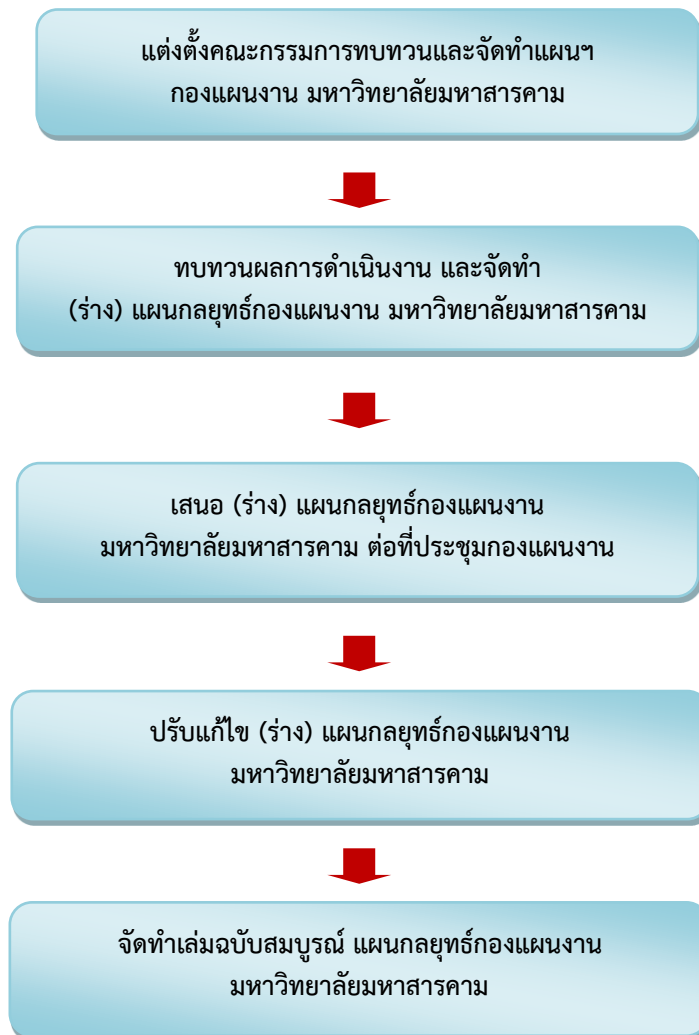 แต่งตั้งคณะกรรมการทบทวนและจัดทำแผนฯ
กองแผนงาน มหาวิทยาลัยมหาสารคาม
ทบทวนผลการดำเนินงาน และจัดทำ
(ร่าง) แผนกลยุทธ์กองแผนงาน มหาวิทยาลัยมหาสารคาม
เสนอ (ร่าง) แผนกลยุทธ์กองแผนงาน
มหาวิทยาลัยมหาสารคาม ต่อที่ประชุมกองแผนงาน
ปรับแก้ไข (ร่าง) แผนกลยุทธ์กองแผนงาน
มหาวิทยาลัยมหาสารคาม
จัดทำเล่มฉบับสมบูรณ์ แผนกลยุทธ์กองแผนงาน
มหาวิทยาลัยมหาสารคาม